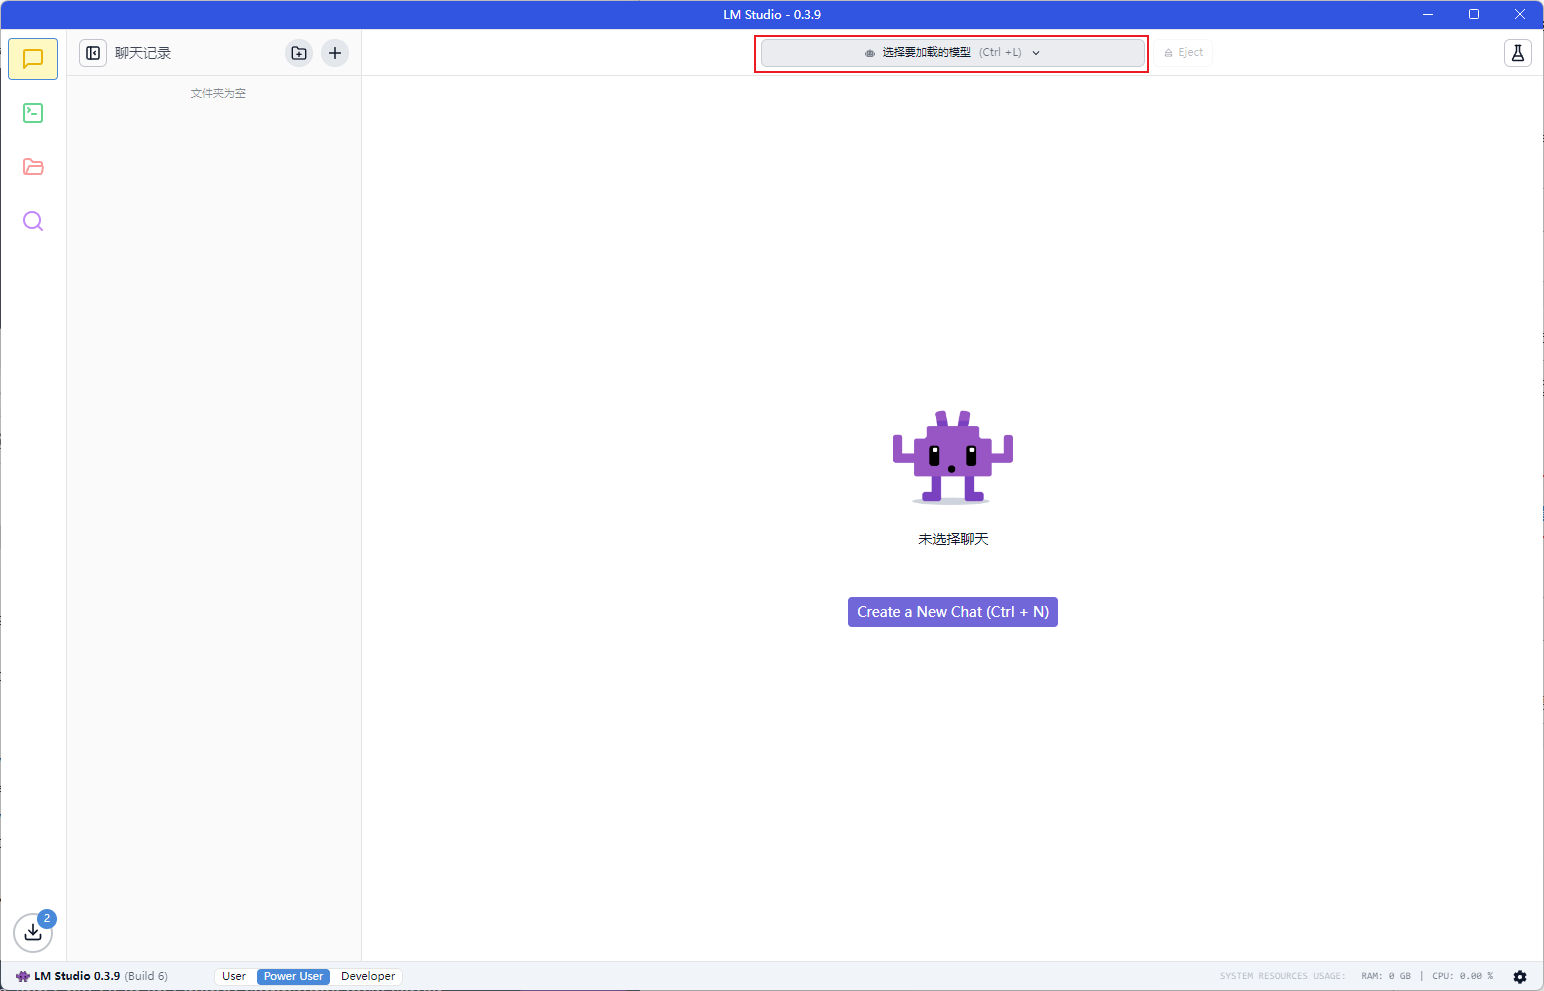 LM Studio - 0.3.9
聊天记录
选择要加载的模型 (Ctrl +L)
Eject
文件夹为空
未选择聊天
Create a New Chat (Ctrl + N)
2
LM Studio 0.3.9 (Build 6)
User
Power User
Developer
SYSTEM RESOURCES USAGE: RAM: 0 GB | CPU: 0.00 %